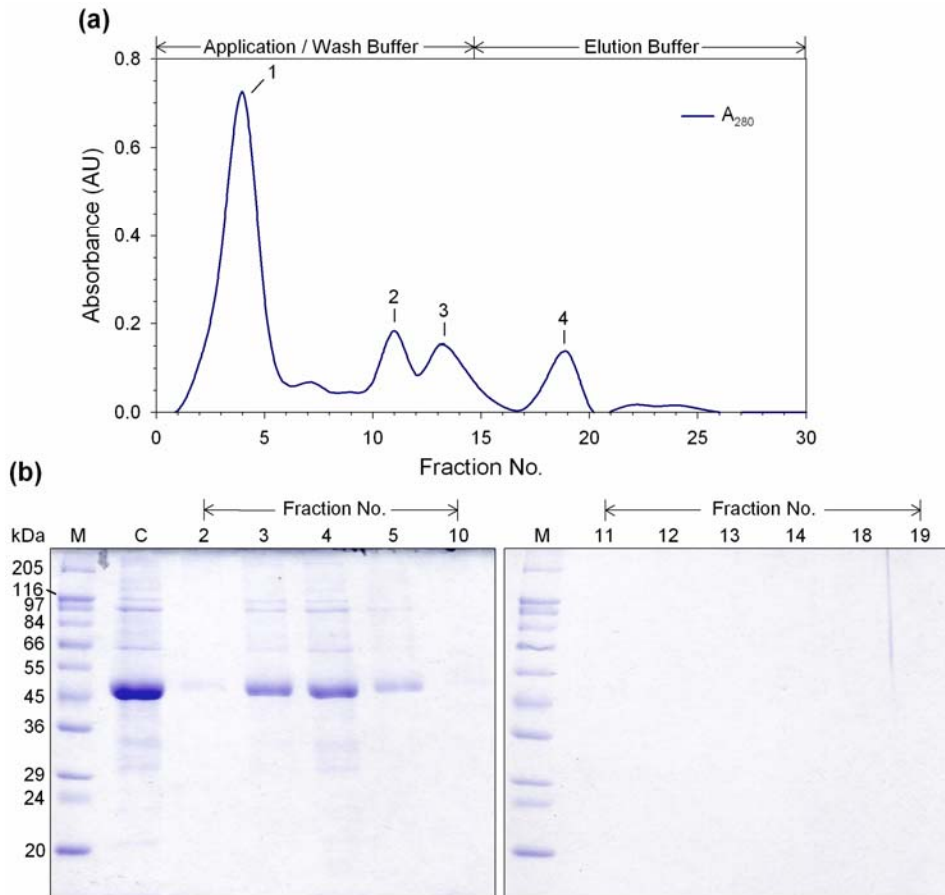 (a)
Application / Wash Buffer Elution Buffer
0.8
0.6
0.4
0.2
0.0
Absorbance (AU)
1
2
3
4
A280
0 5 10 15 20 25 30
Fraction No.
(b)
Fraction No. Fraction No.
kDa M C 2 3 4 5 10 M 11 12 13 14 18 19
205
116
97
84
66
55
45
36
29
24
20